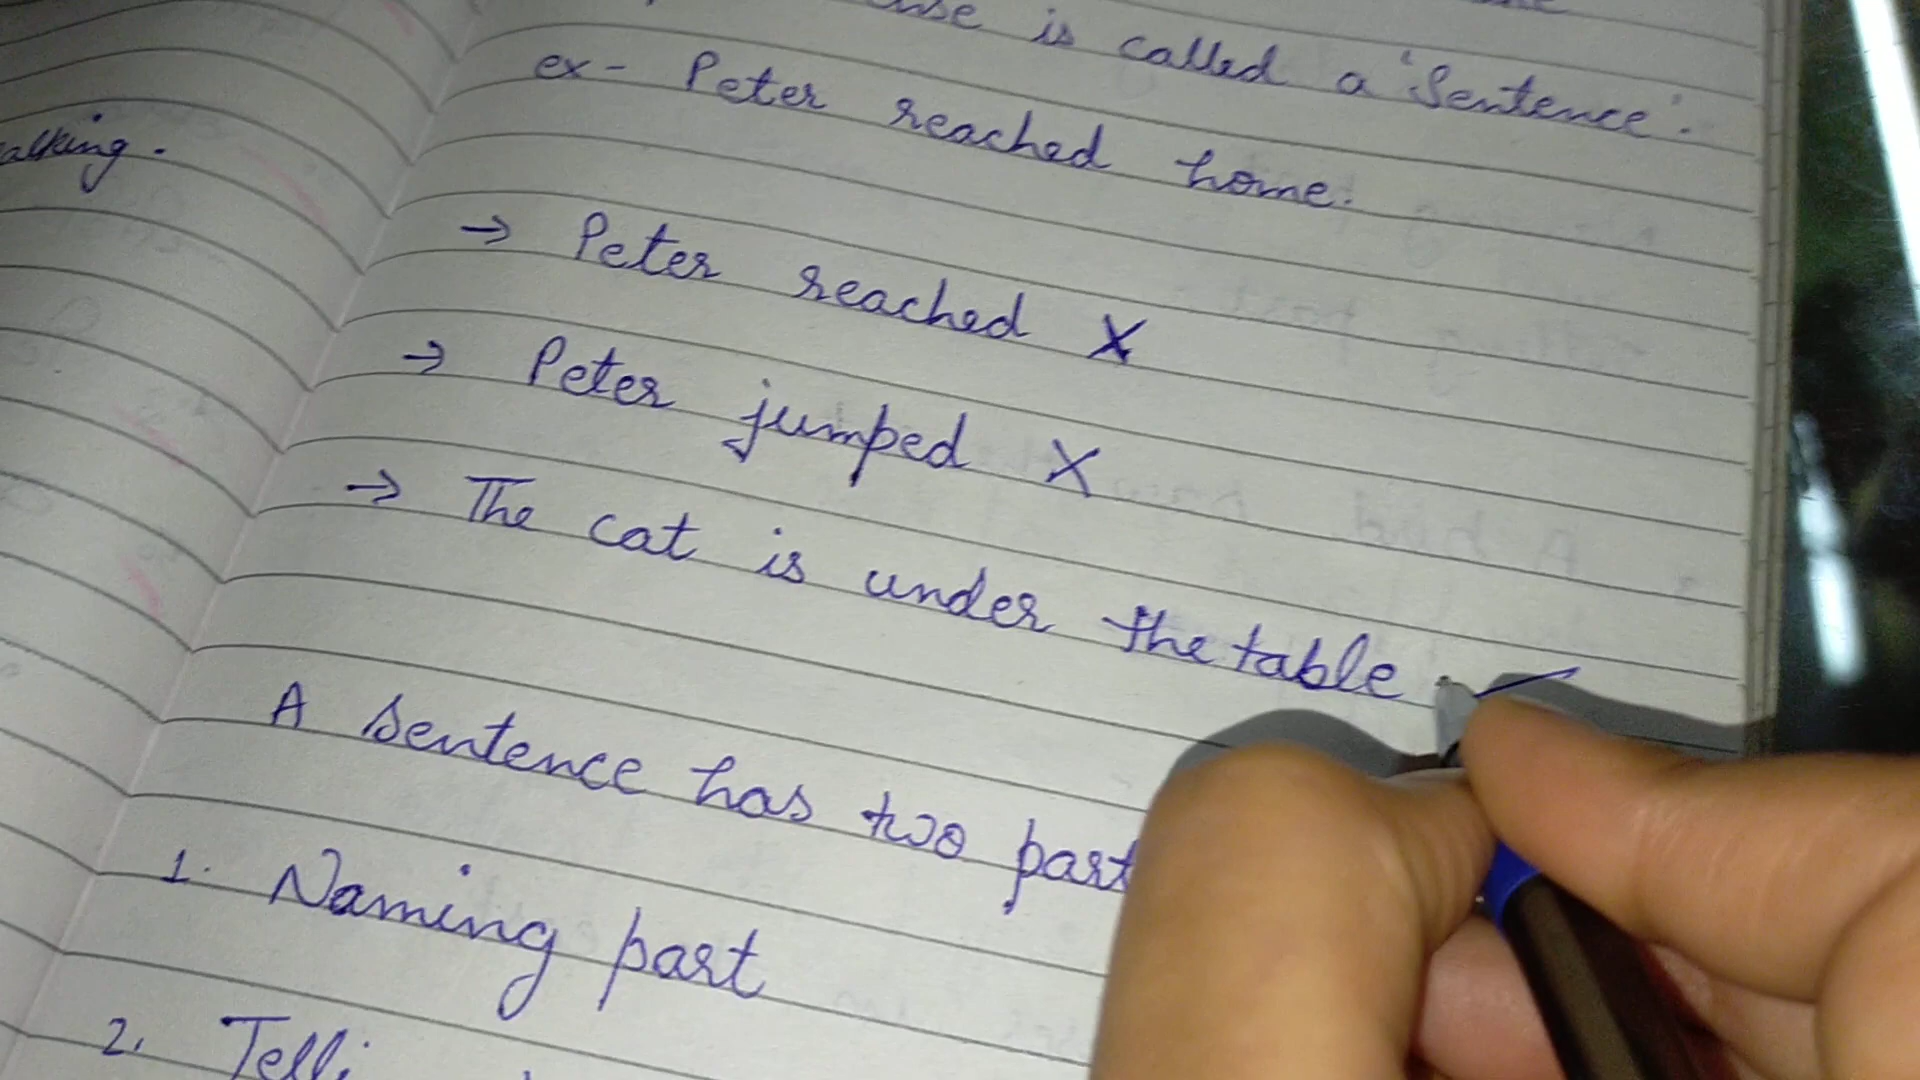 is called a 'Sentence'.
ex- Peter reached home.
alking.
→ Peter reached X
→ Peter jumped X
→ The cat is under the table ✓
A sentence has two part
1. Naming part
2. Telli